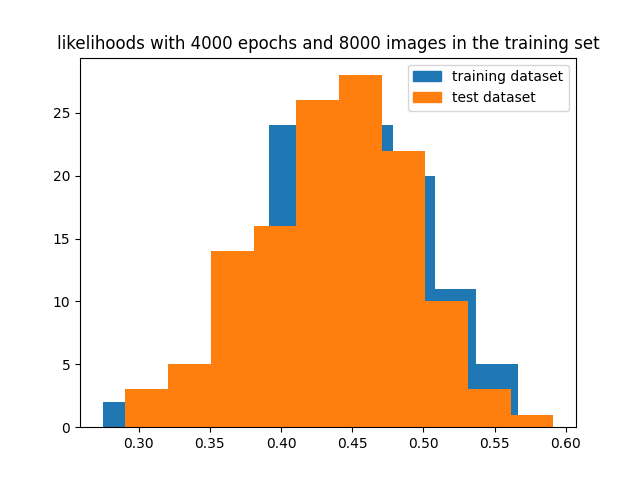 likelihoods with 4000 epochs and 8000 images in the training set
training dataset
test dataset
25
20
15
10
5
0
0.30 0.35 0.40 0.45 0.50 0.55 0.60